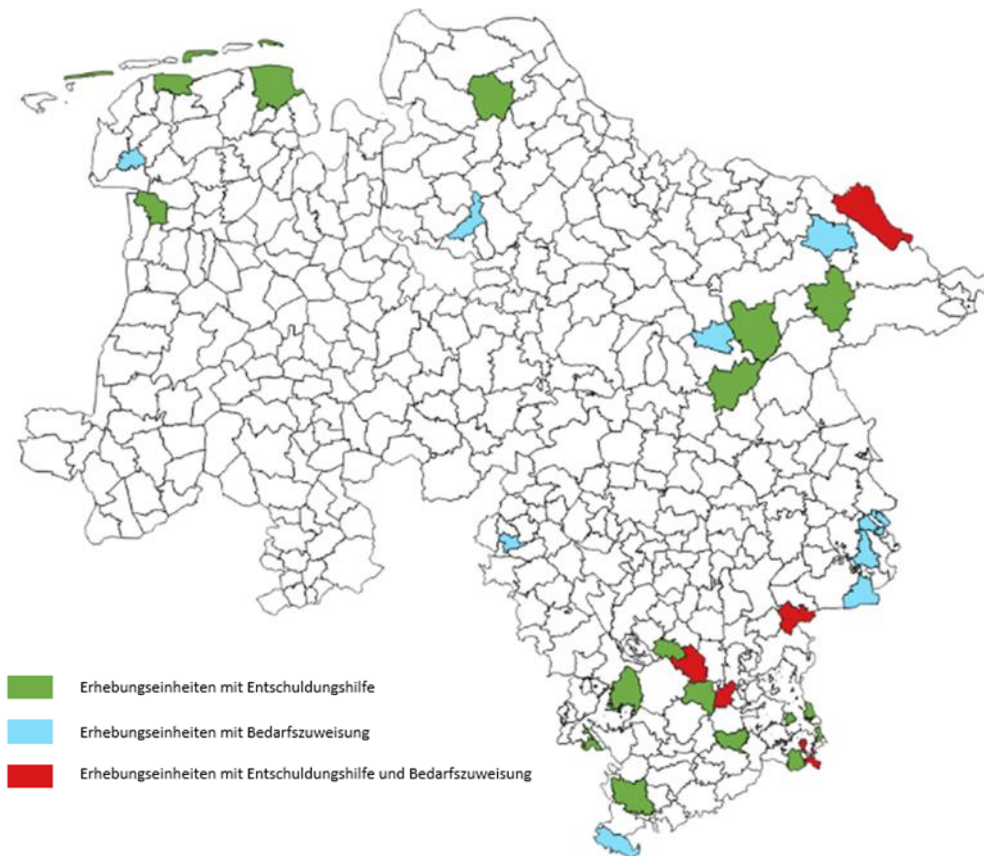 Erhebungseinheiten mit Entschuldungshilfe
Erhebungseinheiten mit Bedarfszuweisung
Erhebungseinheiten mit Entschuldungshilfe und Bedarfszuweisung